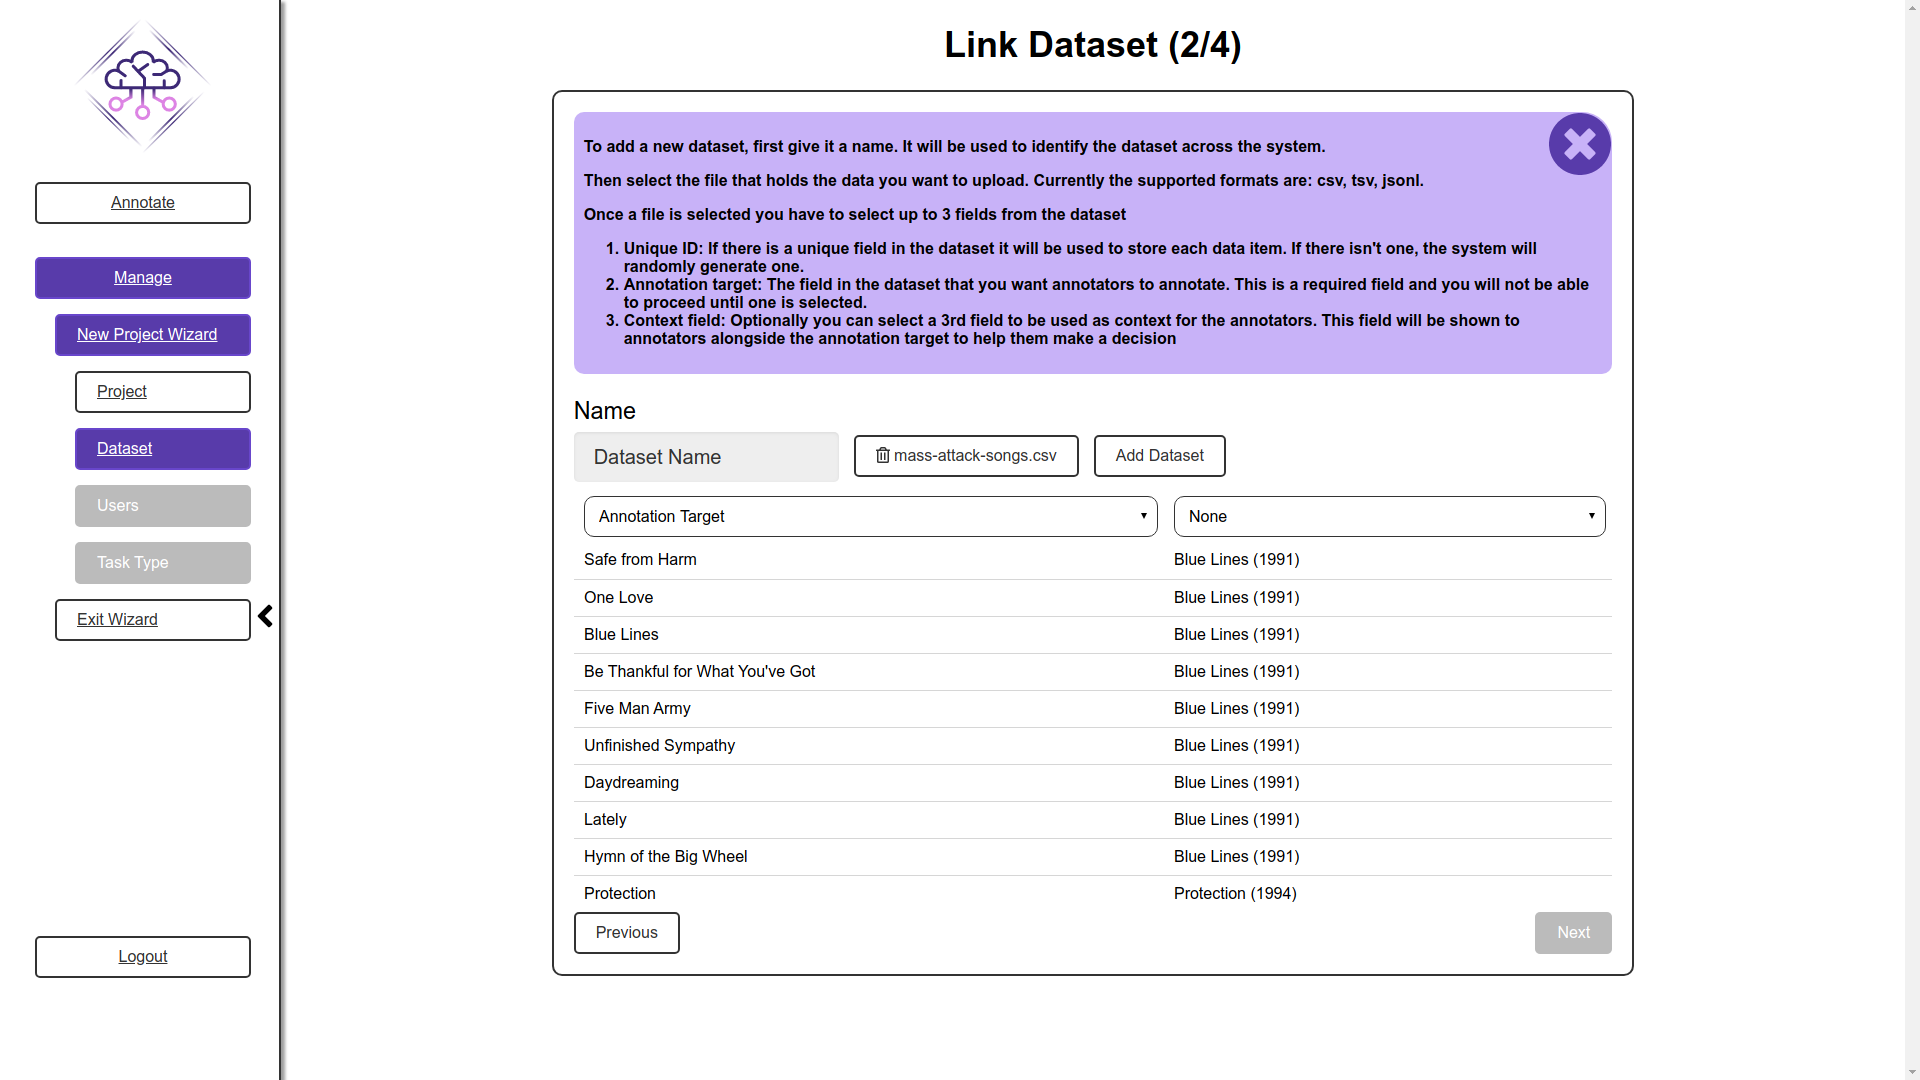 Link Dataset (2/4)
Annotate
Manage
New Project Wizard
Project
Dataset
Users
Task Type
Exit Wizard
Logout
To add a new dataset, first give it a name. It will be used to identify the dataset across the system.
Then select the file that holds the data you want to upload. Currently the supported formats are: csv, tsv, jsonl.
Once a file is selected you have to select up to 3 fields from the dataset
1. Unique ID: If there is a unique field in the dataset it will be used to store each data item. If there isn't one, the system will
randomly generate one.
2. Annotation target: The field in the dataset that you want annotators to annotate. This is a required field and you will not be able
to proceed until one is selected.
3. Context field: Optionally you can select a 3rd field to be used as context for the annotators. This field will be shown to
annotators alongside the annotation target to help them make a decision
Name
Dataset Name mass-attack-songs.csv Add Dataset
Annotation Target None
Safe from Harm Blue Lines (1991)
One Love Blue Lines (1991)
Blue Lines Blue Lines (1991)
Be Thankful for What You've Got Blue Lines (1991)
Five Man Army Blue Lines (1991)
Unfinished Sympathy Blue Lines (1991)
Daydreaming Blue Lines (1991)
Lately Blue Lines (1991)
Hymn of the Big Wheel Blue Lines (1991)
Protection Protection (1994)
Previous Next